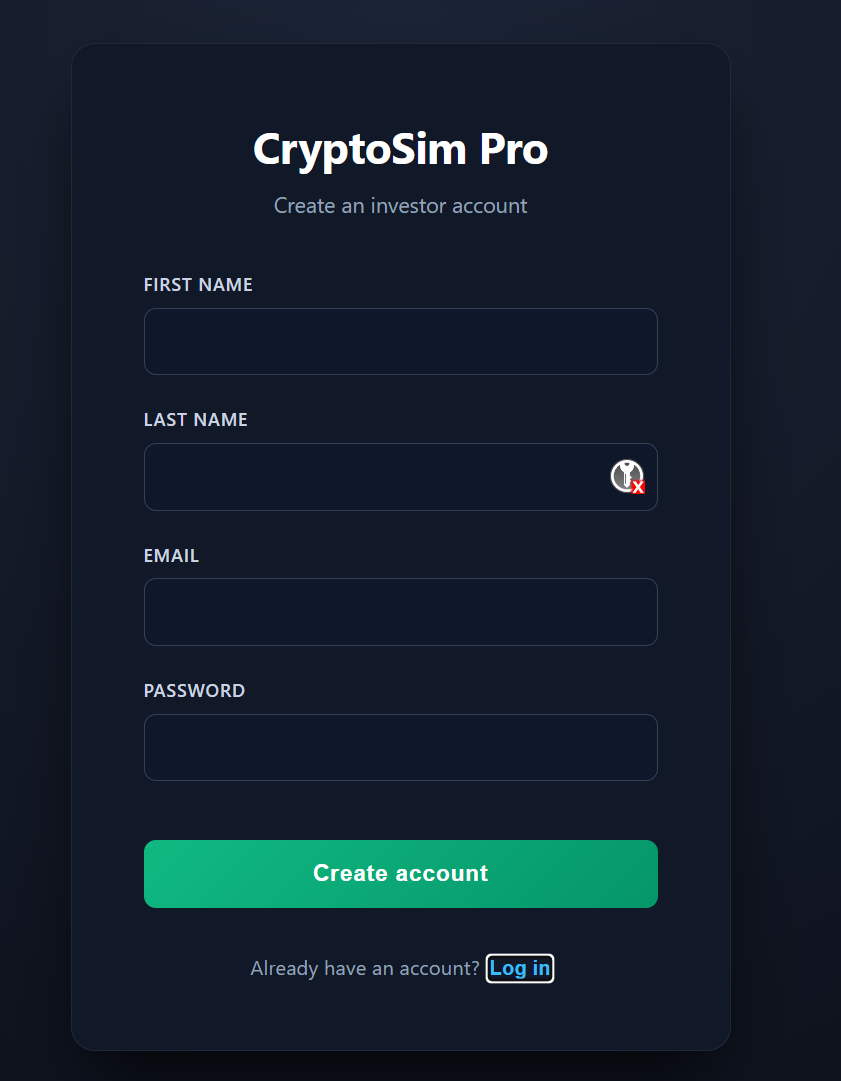 CryptoSim Pro
Create an investor account
FIRST NAME
LAST NAME
X
EMAIL
PASSWORD
Create account
Already have an account? Log in